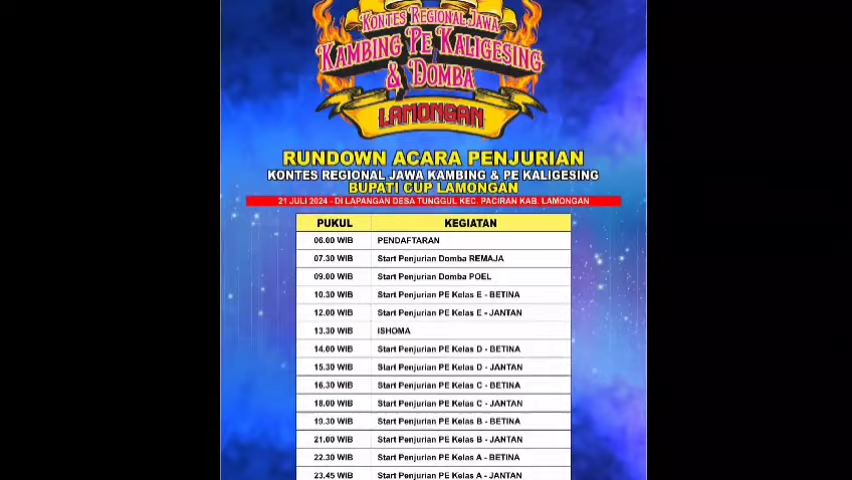 KONTES REGIONAL JAWA
KAMBING PE KALIGESING
& DOMBA
LAMONGAN
RUNDOWN ACARA PENJURIAN
KONTES REGIONAL JAWA KAMBING & PE KALIGESING
BUPATI CUP LAMONGAN
21 JULI 2024 - DI LAPANGAN DESA TUNGGUL KEC. PACIRAN KAB. LAMONGAN
PUKUL KEGIATAN
06.00 WIB PENDAFTARAN
07.30 WIB Start Penjurian Domba REMAJA
09.00 WIB Start Penjurian Domba POEL
10.30 WIB Start Penjurian PE Kelas E - BETINA
12.00 WIB Start Penjurian PE Kelas E - JANTAN
13.30 WIB ISHOMA
14.00 WIB Start Penjurian PE Kelas D - BETINA
15.30 WIB Start Penjurian PE Kelas D - JANTAN
16.30 WIB Start Penjurian PE Kelas C - BETINA
18.00 WIB Start Penjurian PE Kelas C - JANTAN
19.30 WIB Start Penjurian PE Kelas B - BETINA
21.00 WIB Start Penjurian PE Kelas B - JANTAN
22.30 WIB Start Penjurian PE Kelas A - BETINA
23.45 WIB Start Penjurian PE Kelas A - JANTAN